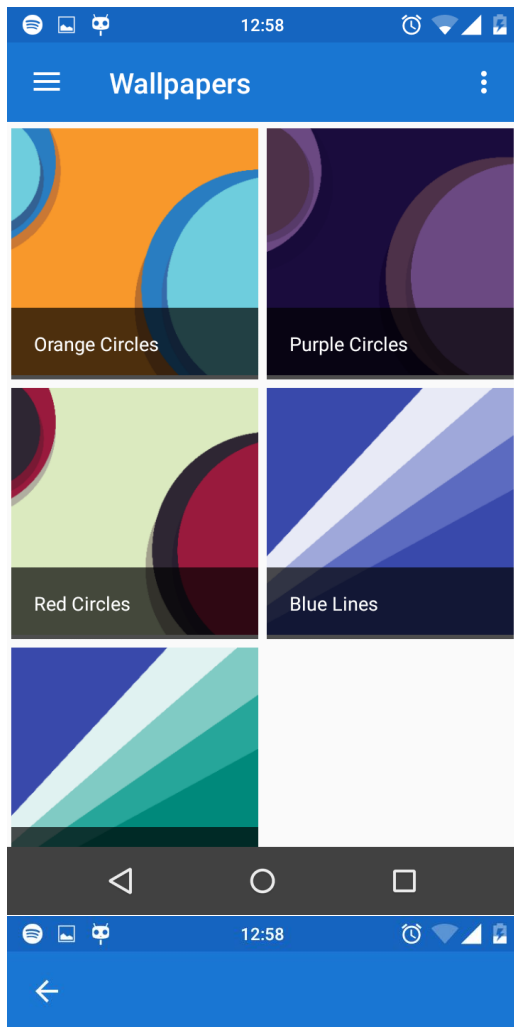 12:58
Wallpapers
Orange Circles
Purple Circles
Red Circles
Blue Lines
12:58